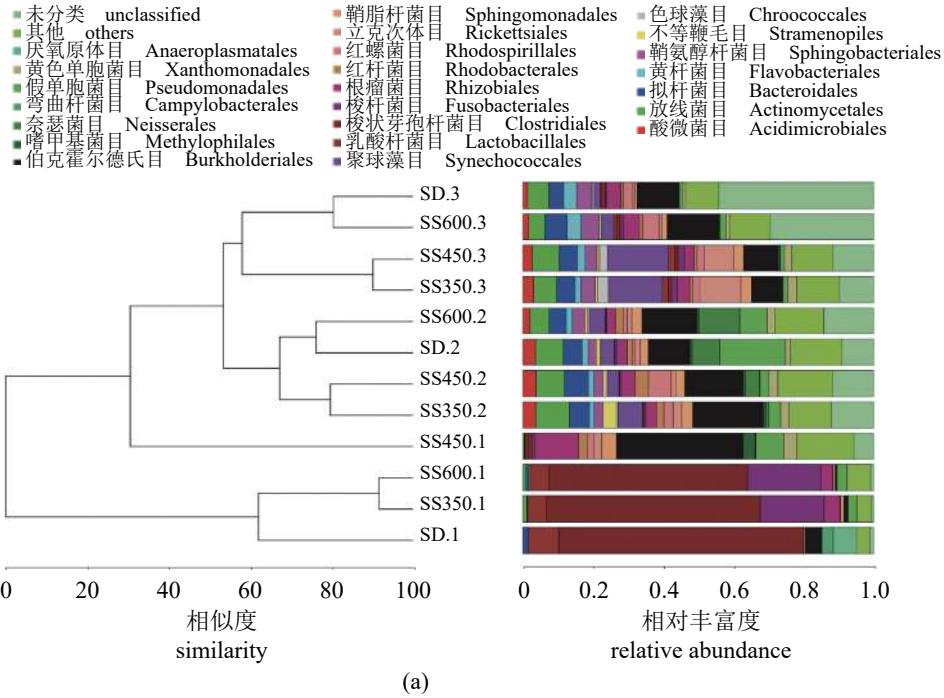 未分类 unclassified
其他 others
厌氧原体目 Anaeroplasmatales
黄色单胞菌目 Xanthomonadales
假单胞菌目 Pseudomonadales
弯曲杆菌目 Campylobacterales
奈瑟菌目 Neisserales
嗜甲基菌目 Methylophilales
伯克霍尔德氏目 Burkholderiales
鞘脂杆菌目 Sphingomonadales
立克次体目 Rickettsiales
红螺菌目 Rhodospirillales
红杆菌目 Rhodobacterales
根瘤菌目 Rhizobiales
梭杆菌目 Fusobacteriales
梭状芽孢杆菌目 Clostridiales
乳酸杆菌目 Lactobacillales
聚球藻目 Synechococcales
色球藻目 Chroococcales
不等鞭毛目 Stramenopiles
鞘氨醇杆菌目 Sphingobacteriales
黄杆菌目 Flavobacteriales
拟杆菌目 Bacteroidales
放线菌目 Actinomycetales
酸微菌目 Acidimicrobiales
SD.3
SS600.3
SS450.3
SS350.3
SS600.2
SD.2
SS450.2
SS350.2
SS450.1
SS600.1
SS350.1
SD.1
0 20 40 60 80 100
相似度
similarity
0 0.2 0.4 0.6 0.8 1.0
相对丰富度
relative abundance
(a)